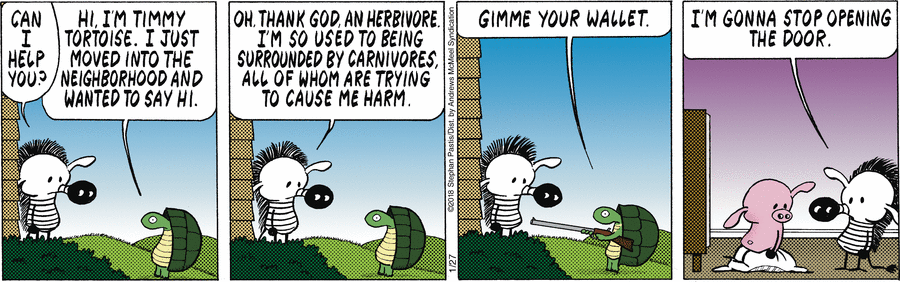 CAN
I
HELP
YOU?
HI, I'M TIMMY
TORTOISE. I JUST
MOVED INTO THE
NEIGHBORHOOD AND
WANTED TO SAY HI.
OH, THANK GOD, AN HERBIVORE.
I'M SO USED TO BEING
SURROUNDED BY CARNIVORES,
ALL OF WHOM ARE TRYING
TO CAUSE ME HARM.
©2018 Stephan Pastis/Dist. by Andrews McMeel Syndication
1/27
GIMME YOUR WALLET.
I'M GONNA STOP OPENING
THE DOOR.